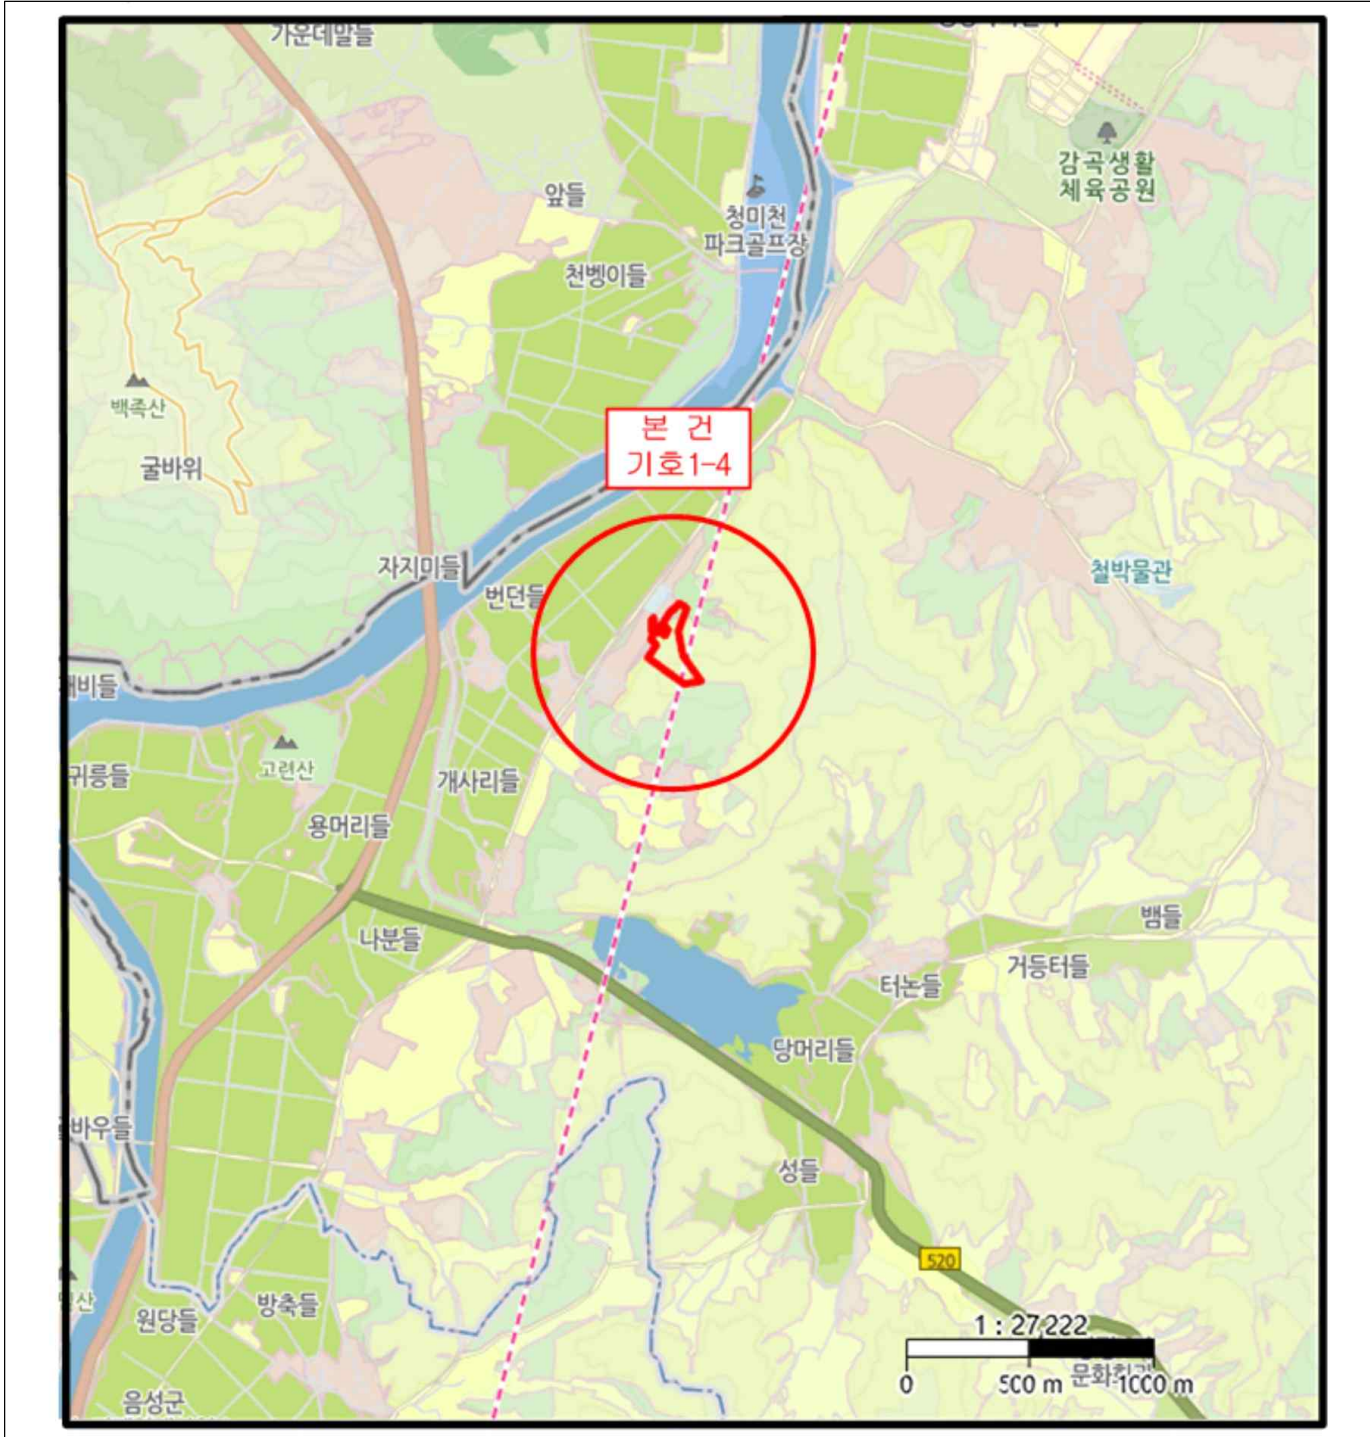 가운데말들
감곡생활
체육공원
앞들
청미천
파크골프장
천벵이들
백족산
본 건
기호1-4
굴바위
자지미들
철박물관
번던들
비들
고련산
귀릉들
개사리들
용머리들
뱀들
나분들
거등터들
터논들
당머리들
바우들
성들
520
산
방축들
원당들
1 : 27,222
문화
0
500 m
1000 m
음성군